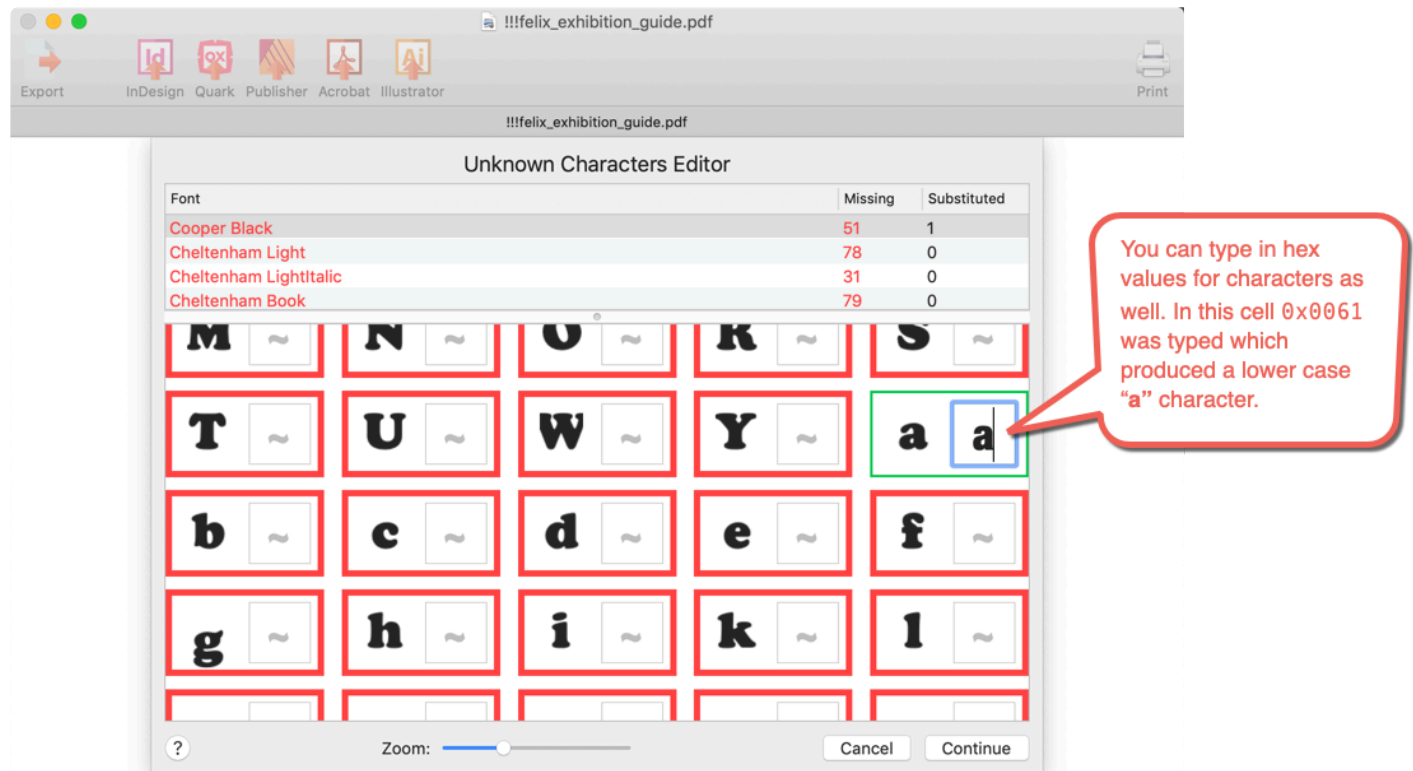 !!!felix_exhibition_guide.pdf
Export InDesign Quark Publisher Acrobat Illustrator Print
!!!felix_exhibition_guide.pdf
Unknown Characters Editor
Font Missing Substituted
Cooper Black 51 1
Cheltenham Light 78 0
Cheltenham LightItalic 31 0
Cheltenham Book 79 0
M ~ N ~ O ~ R ~ S ~
T ~ U ~ W ~ Y ~ a a
b ~ c ~ d ~ e ~ f ~
g ~ h ~ i ~ k ~ l ~
? Zoom: Cancel Continue
You can type in hex
values for characters as
well. In this cell 0x0061
was typed which
produced a lower case
“a” character.